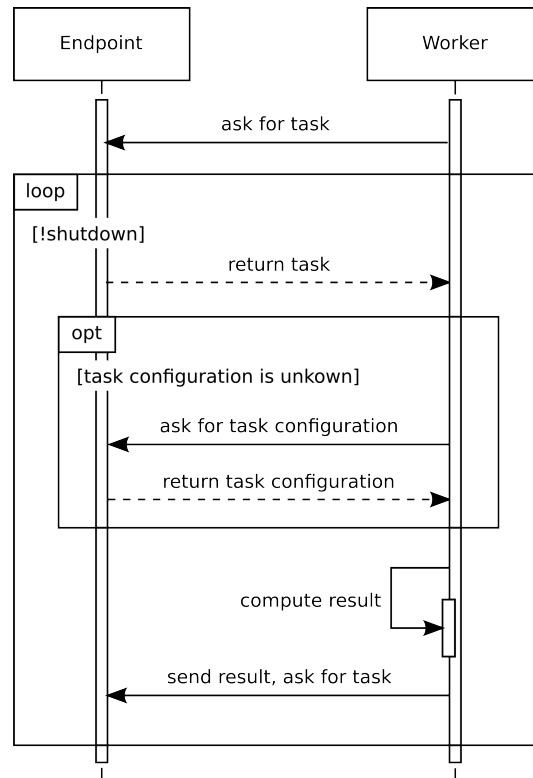 Endpoint
Worker
ask for task
loop
[!shutdown]
return task
opt
[task configuration is unkown]
ask for task configuration
return task configuration
compute result
send result, ask for task